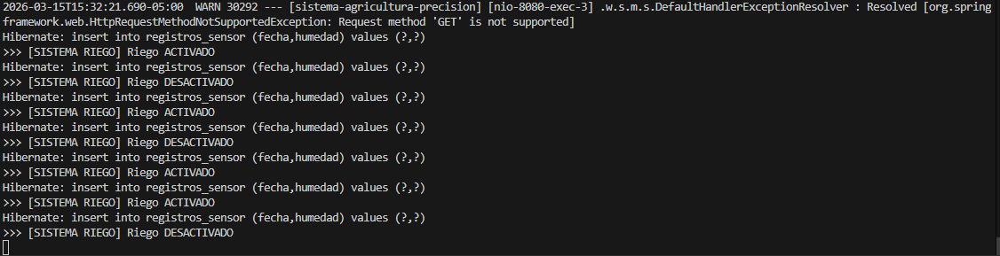 2026-03-15T15:32:21.690-05:00  WARN 30292 --- [sistema-agricultura-precision] [nio-8080-exec-3] .w.s.m.s.DefaultHandlerExceptionResolver : Resolved [org.spring
framework.web.HttpRequestMethodNotSupportedException: Request method 'GET' is not supported]
Hibernate: insert into registros_sensor (fecha,humedad) values (?,?)
>>> [SISTEMA RIEGO] Riego ACTIVADO
Hibernate: insert into registros_sensor (fecha,humedad) values (?,?)
>>> [SISTEMA RIEGO] Riego DESACTIVADO
Hibernate: insert into registros_sensor (fecha,humedad) values (?,?)
>>> [SISTEMA RIEGO] Riego ACTIVADO
Hibernate: insert into registros_sensor (fecha,humedad) values (?,?)
>>> [SISTEMA RIEGO] Riego DESACTIVADO
Hibernate: insert into registros_sensor (fecha,humedad) values (?,?)
>>> [SISTEMA RIEGO] Riego ACTIVADO
Hibernate: insert into registros_sensor (fecha,humedad) values (?,?)
>>> [SISTEMA RIEGO] Riego ACTIVADO
Hibernate: insert into registros_sensor (fecha,humedad) values (?,?)
>>> [SISTEMA RIEGO] Riego DESACTIVADO